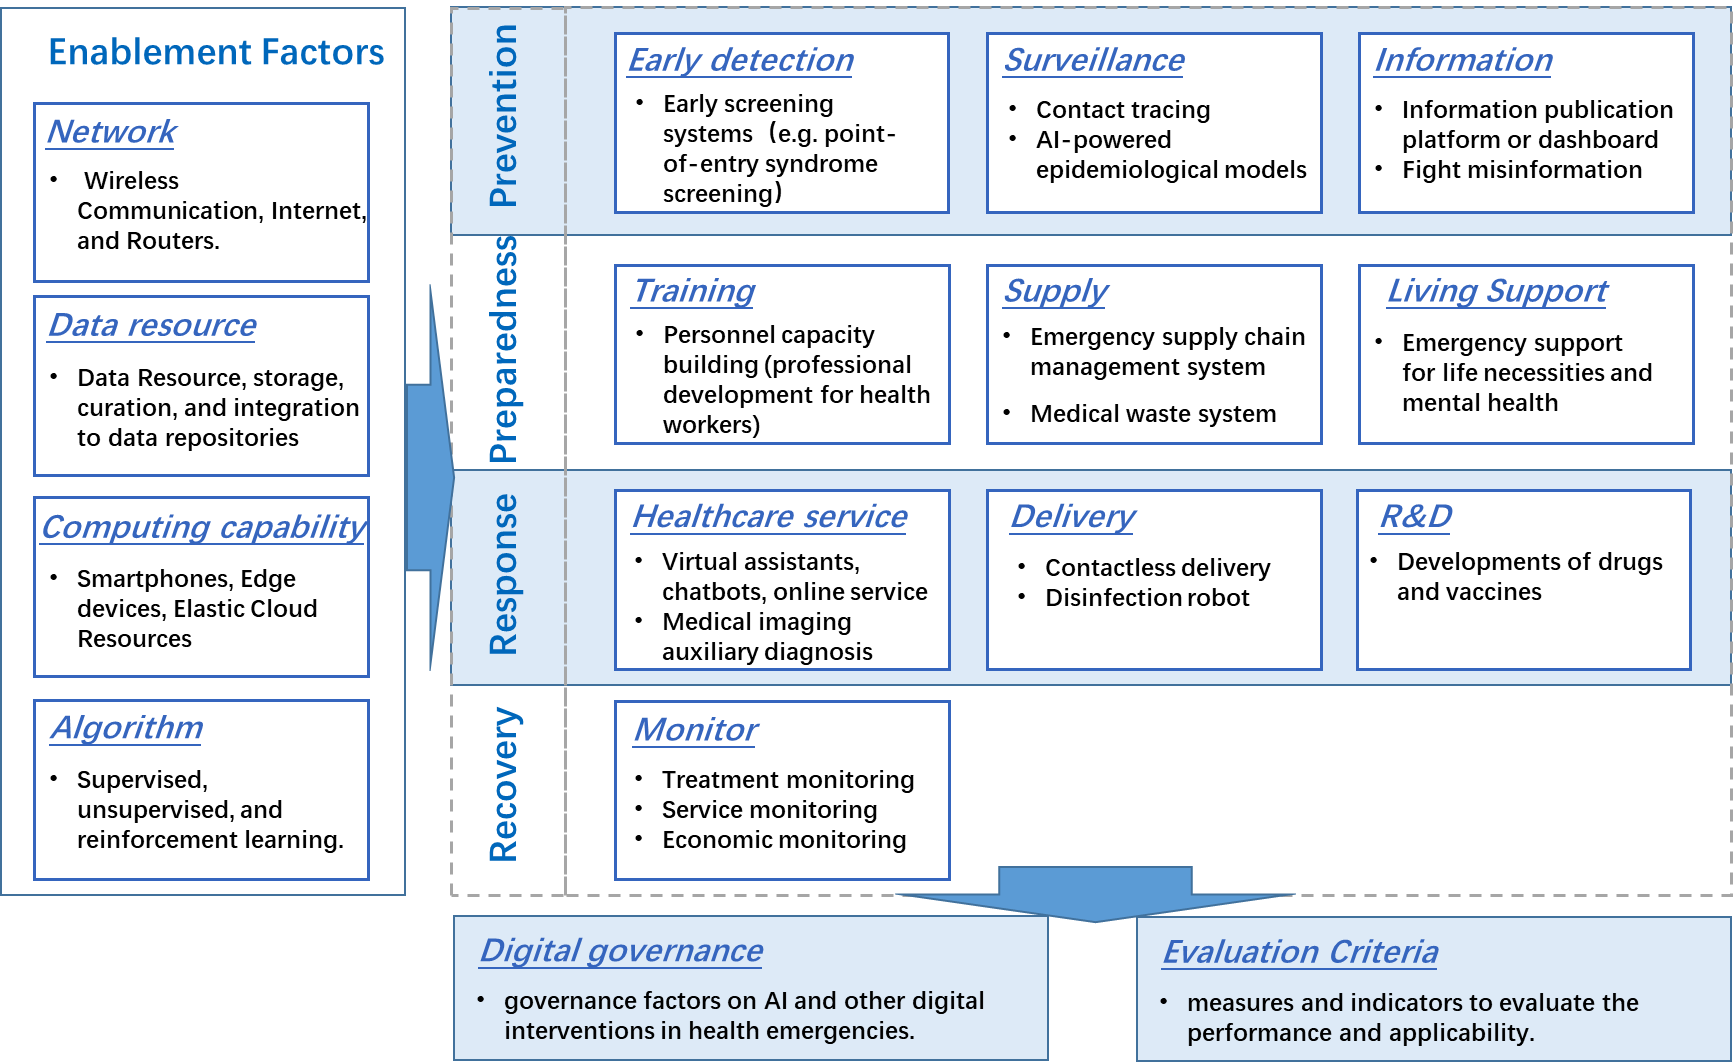 Enablement Factors
Network
• Wireless
Communication, Internet,
and Routers.
Data resource
• Data Resource, storage,
curation, and integration
to data repositories
Computing capability
• Smartphones, Edge
devices, Elastic Cloud
Resources
Algorithm
• Supervised,
unsupervised, and
reinforcement learning.
Prevention
Early detection
• Early screening
systems（e.g. point-
of-entry syndrome
screening）
Surveillance
• Contact tracing
• AI-powered
epidemiological models
Information
• Information publication
platform or dashboard
• Fight misinformation
Preparedness
Training
• Personnel capacity
building (professional
development for health
workers)
Supply
• Emergency supply chain
management system
• Medical waste system
Living Support
• Emergency support
for life necessities and
mental health
Response
Healthcare service
• Virtual assistants,
chatbots, online service
• Medical imaging
auxiliary diagnosis
Delivery
• Contactless delivery
• Disinfection robot
R&D
• Developments of drugs
and vaccines
Recovery
Monitor
• Treatment monitoring
• Service monitoring
• Economic monitoring
Digital governance
• governance factors on AI and other digital
interventions in health emergencies.
Evaluation Criteria
• measures and indicators to evaluate the
performance and applicability.